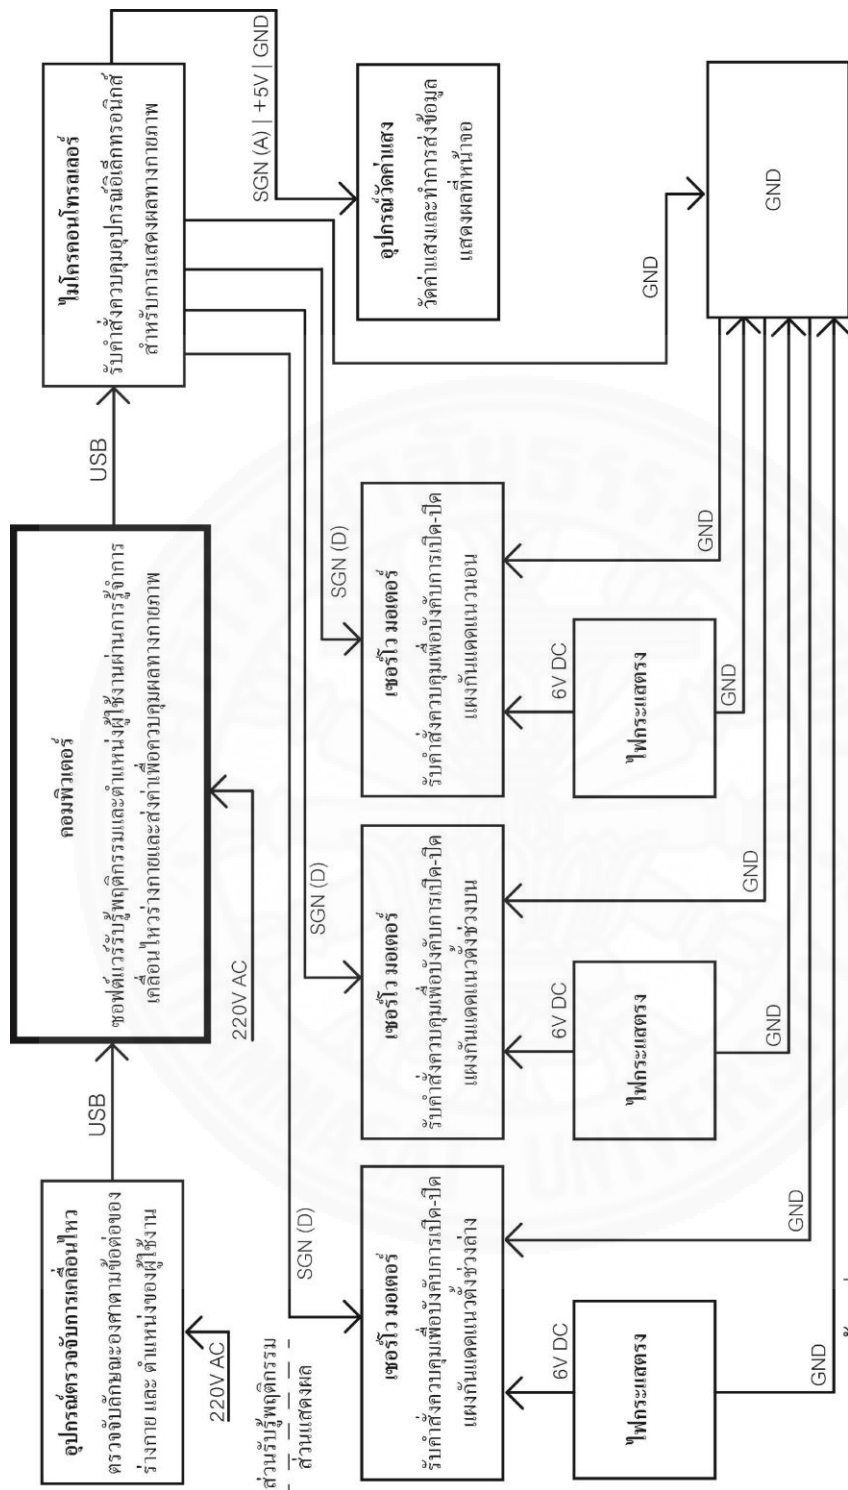 อุปกรณ์ตรวจจับการเคลื่อนไหว
ตรวจจับลักษณะองศาตามข้อต่อของ
ร่างกาย และ ตำแหน่งของผู้ใช้งาน
220V AC
USB
คอมพิวเตอร์
ซอฟต์แวร์รับรู้พฤติกรรมและตำแหน่งผู้ใช้งานผ่านการรู้จำการ
เคลื่อนไหวร่างกายและส่งค่าเพื่อควบคุมผลทางกายภาพ
220V AC
USB
ไมโครคอนโทรลเลอร์
รับคำสั่งควบคุมอุปกรณ์อิเล็กทรอนิกส์
สำหรับการแสดงผลทางกายภาพ
SGN (A) | +5V | GND
ส่วนรับรู้พฤติกรรม
ส่วนแสดงผล
SGN (D)
SGN (D)
SGN (D)
เซอร์โว มอเตอร์
รับคำสั่งควบคุมเพื่อบังคับการเปิด-ปิด
แผงกันแดดแนวตั้งช่วงล่าง
เซอร์โว มอเตอร์
รับคำสั่งควบคุมเพื่อบังคับการเปิด-ปิด
แผงกันแดดแนวตั้งช่วงบน
เซอร์โว มอเตอร์
รับคำสั่งควบคุมเพื่อบังคับการเปิด-ปิด
แผงกันแดดแนวนอน
อุปกรณ์วัดค่าแสง
วัดค่าแสงและทำการส่งข้อมูล
แสดงผลที่หน้าจอ
6V DC
6V DC
6V DC
ไฟกระแสตรง
ไฟกระแสตรง
ไฟกระแสตรง
GND
GND
GND
GND
GND
GND
GND
GND